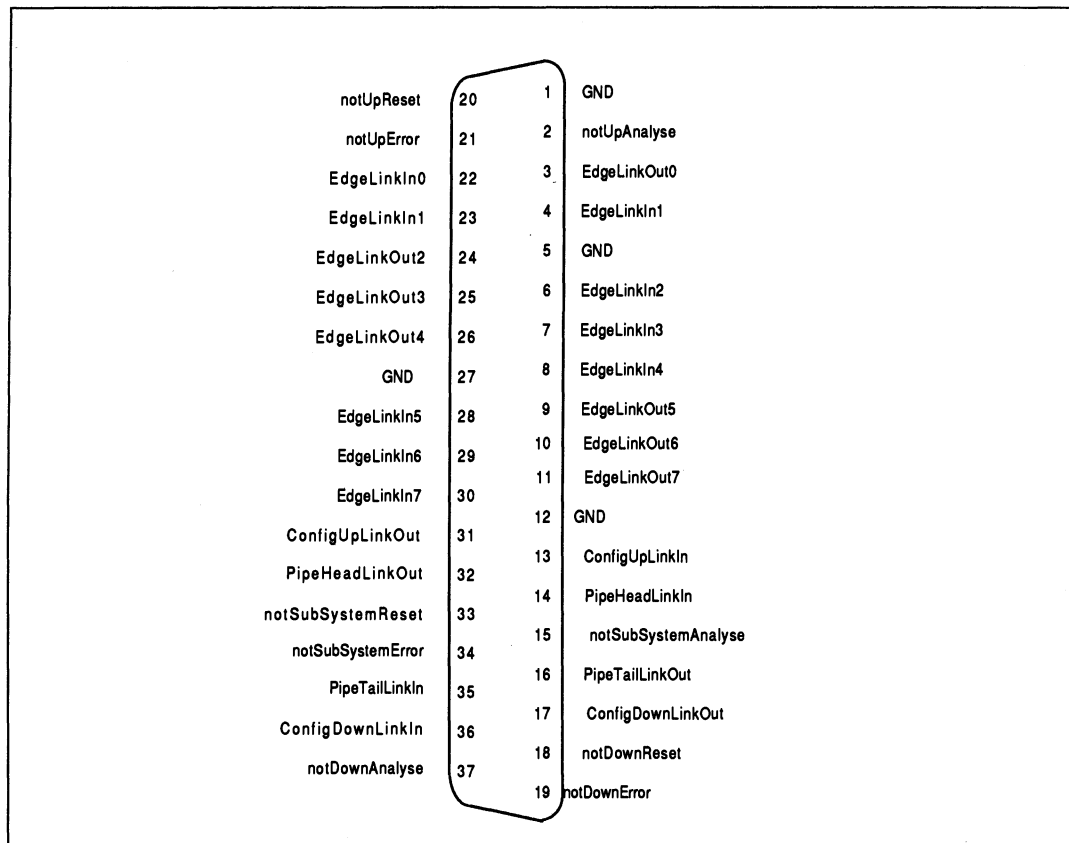 1 GND
notUpReset 20
2 notUpAnalyse
notUpError 21
3 EdgeLinkOut0
EdgeLinkIn0 22
4 EdgeLinkIn1
EdgeLinkIn1 23
5 GND
EdgeLinkOut2 24
6 EdgeLinkIn2
EdgeLinkOut3 25
7 EdgeLinkIn3
EdgeLinkOut4 26
8 EdgeLinkIn4
GND 27
9 EdgeLinkOut5
EdgeLinkIn5 28
10 EdgeLinkOut6
EdgeLinkIn6 29
11 EdgeLinkOut7
EdgeLinkIn7 30
12 GND
ConfigUpLinkOut 31
13 ConfigUpLinkIn
PipeHeadLinkOut 32
14 PipeHeadLinkIn
notSubSystemReset 33
15 notSubSystemAnalyse
notSubSystemError 34
16 PipeTailLinkOut
PipeTailLinkIn 35
17 ConfigDownLinkOut
ConfigDownLinkIn 36
18 notDownReset
notDownAnalyse 37
19 notDownError